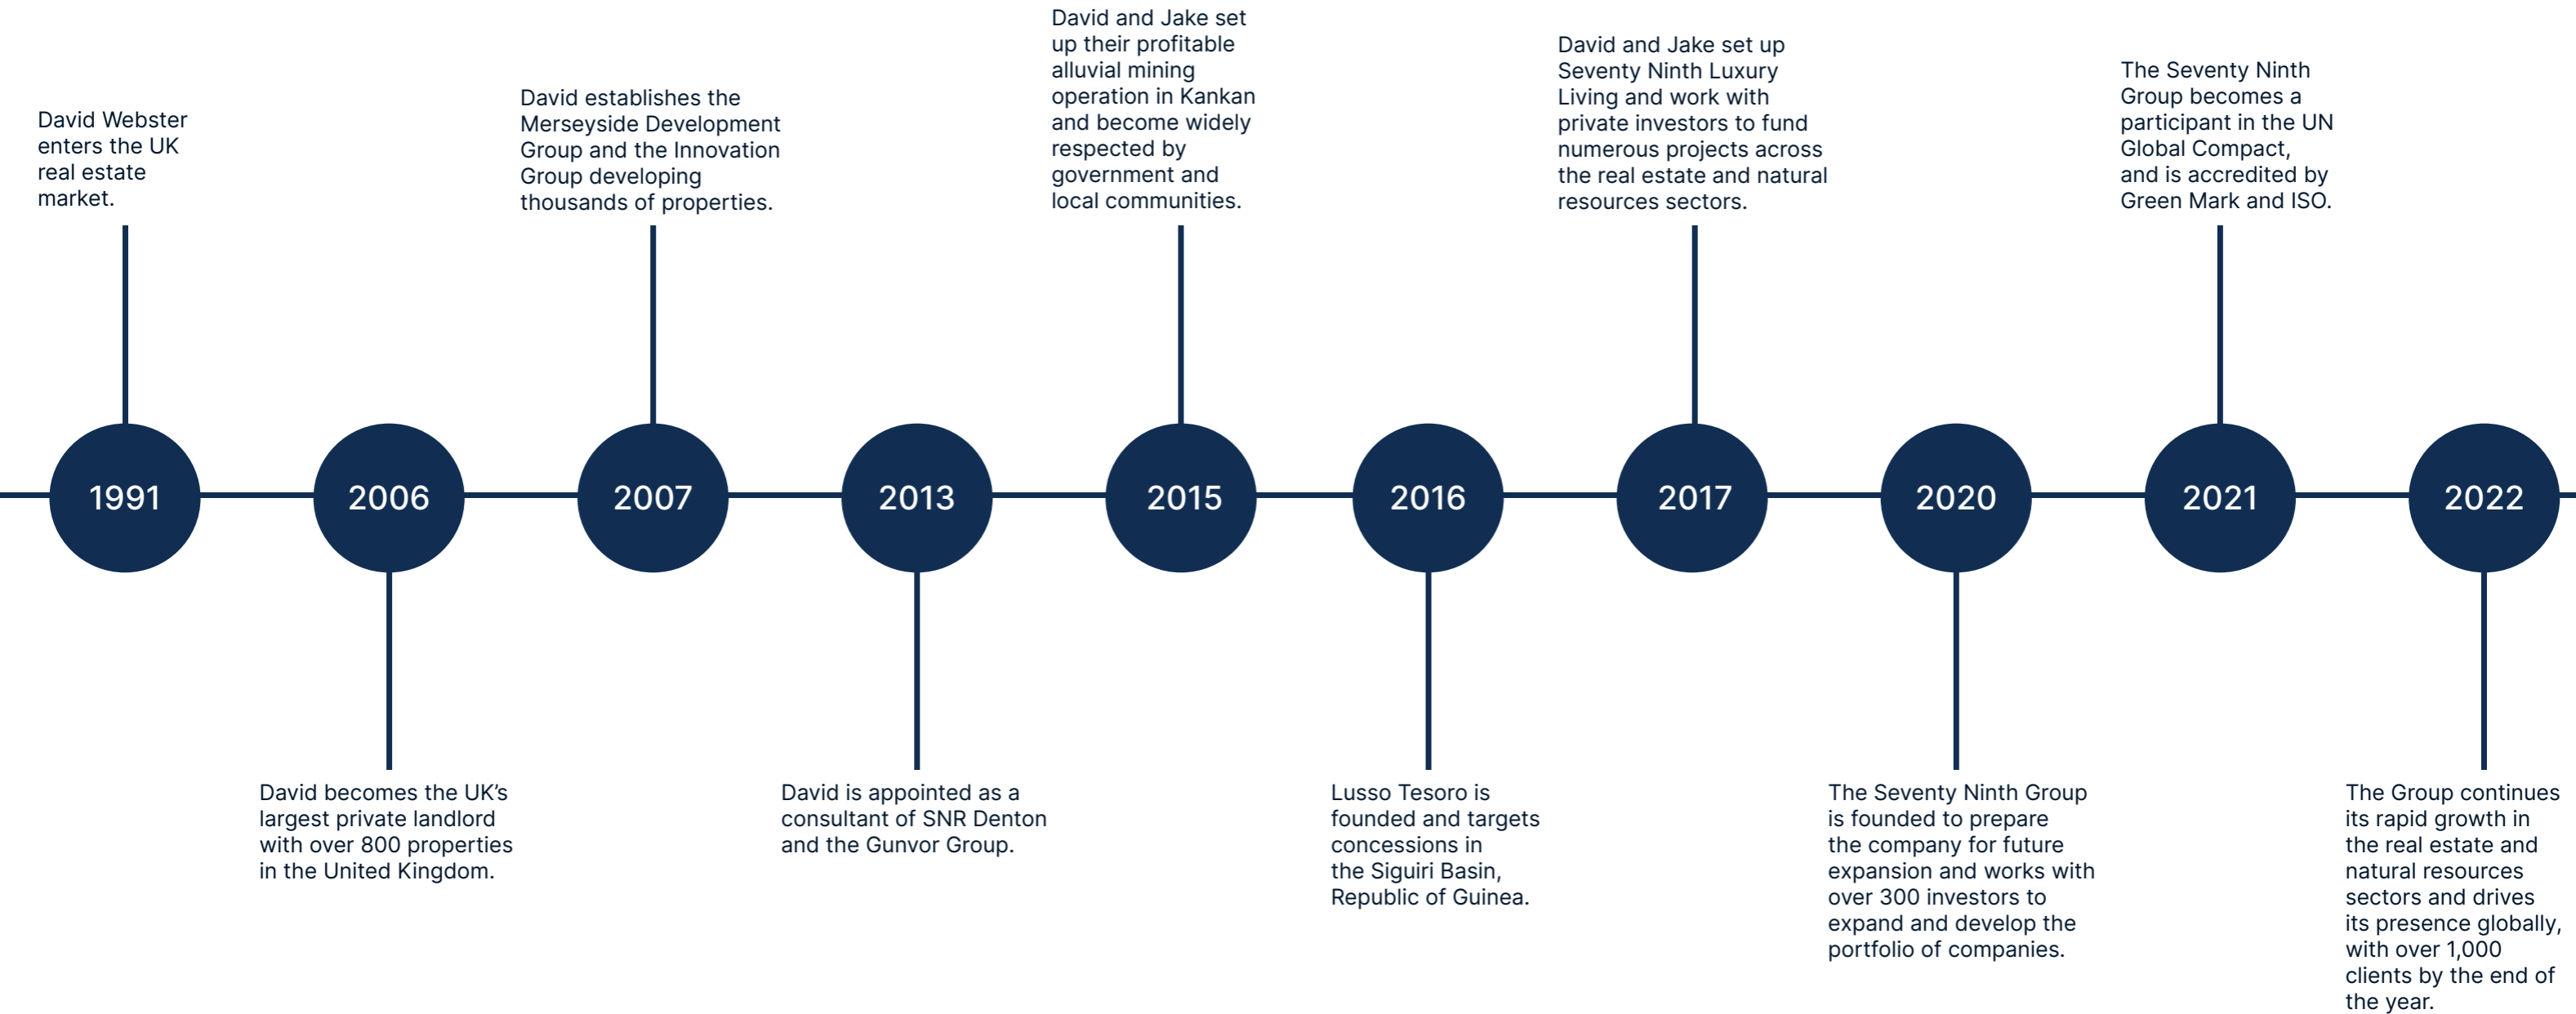 David Webster
enters the UK
real estate
market.
David establishes the
Merseyside Development
Group and the Innovation
Group developing
thousands of properties.
David and Jake set
up their profitable
alluvial mining
operation in Kankan
and become widely
respected by
government and
local communities.
David and Jake set up
Seventy Ninth Luxury
Living and work with
private investors to fund
numerous projects across
the real estate and natural
resources sectors.
The Seventy Ninth
Group becomes a
participant in the UN
Global Compact,
and is accredited by
Green Mark and ISO.
1991
2006
2007
2013
2015
2016
2017
2020
2021
2022
David becomes the UK’s
largest private landlord
with over 800 properties
in the United Kingdom.
David is appointed as a
consultant of SNR Denton
and the Gunvor Group.
Lusso Tesoro is
founded and targets
concessions in
the Siguiri Basin,
Republic of Guinea.
The Seventy Ninth Group
is founded to prepare
the company for future
expansion and works with
over 300 investors to
expand and develop the
portfolio of companies.
The Group continues
its rapid growth in
the real estate and
natural resources
sectors and drives
its presence globally,
with over 1,000
clients by the end of
the year.